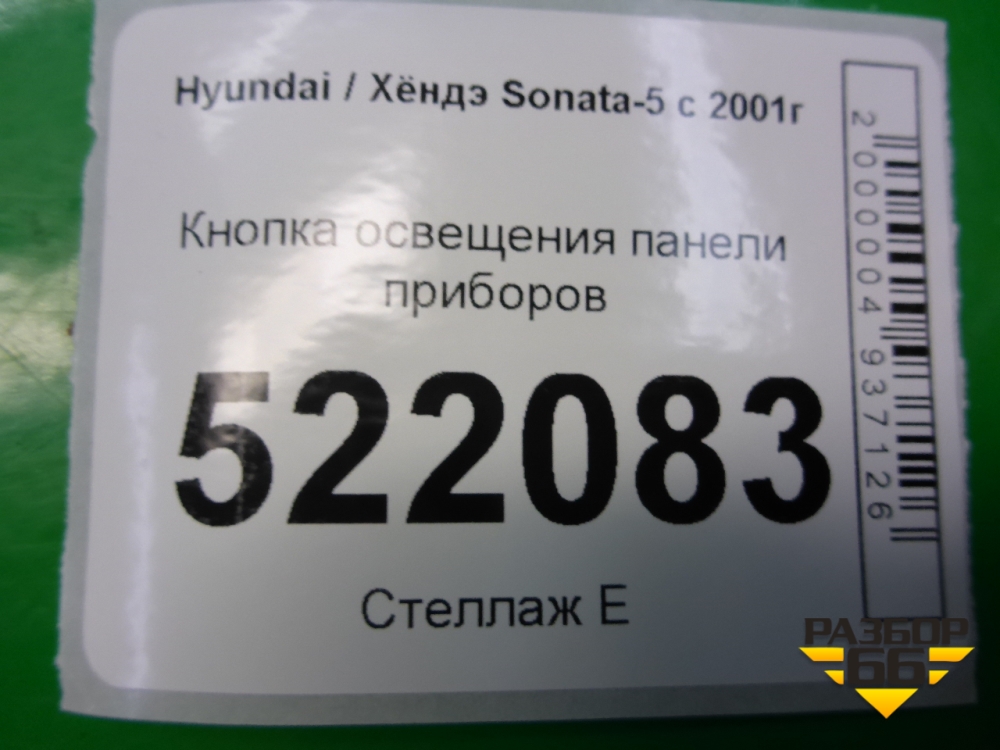 Hyundai / Хёндэ Sonata-5 с 2001г
Кнопка освещения панели
приборов
522083
Стеллаж Е
2000004937126
РАЗБОР
66